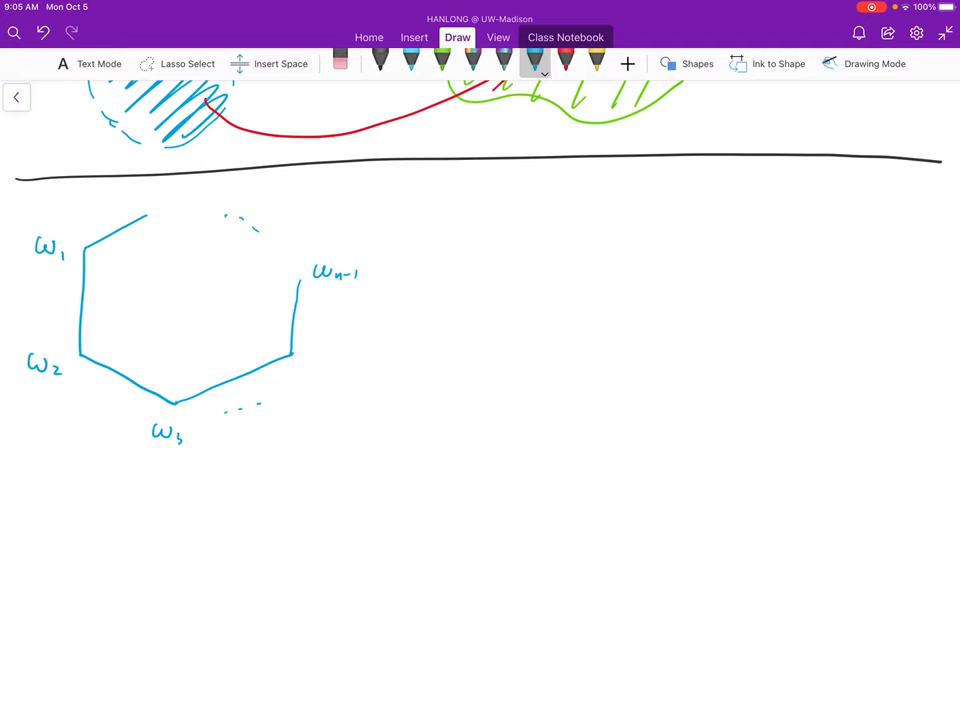 9:05 AM Mon Oct 5
100%
HANLONG @ UW-Madison
Home Insert Draw View Class Notebook
Text Mode Lasso Select Insert Space Shapes Ink to Shape Drawing Mode
ω₁
ωₙ₋₁
ω₂
ω₃